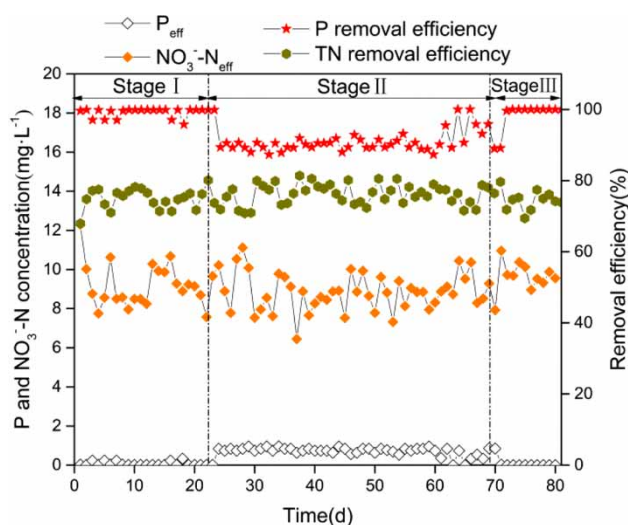 P_eff P removal efficiency
NO₃⁻-N_eff TN removal efficiency
Stage I Stage II Stage III
20
18
16
14
12
10
8
6
4
2
0
100
80
60
40
20
0
P and NO₃⁻-N concentration(mg·L⁻¹)
Removal efficiency(%)
0 10 20 30 40 50 60 70 80
Time(d)